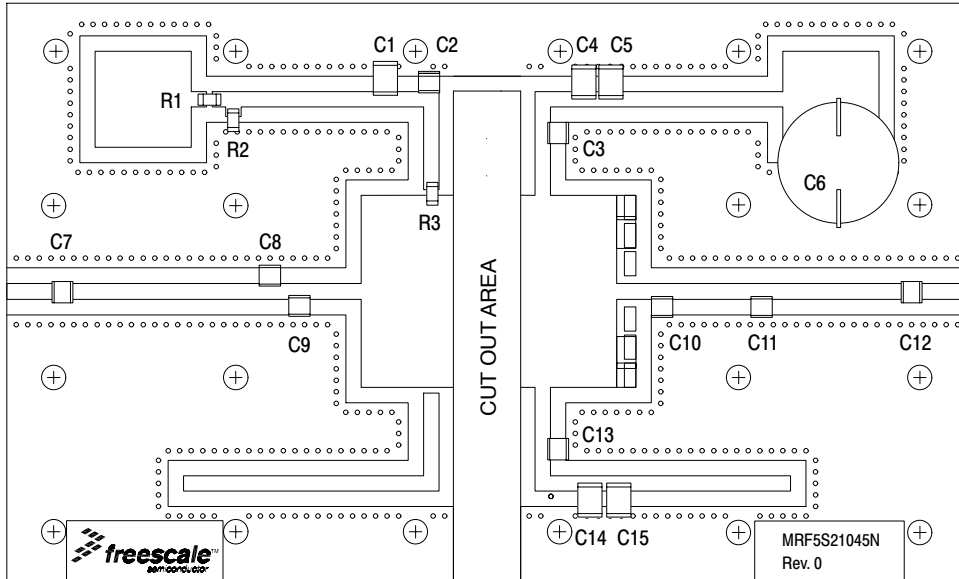 C1
C2
C4 C5
R1
R2
C3
C6
R3
C7
C8
C9
CUT OUT AREA
C10
C11
C12
C13
C14 C15
freescale™
semiconductor
MRF5S21045N
Rev. 0